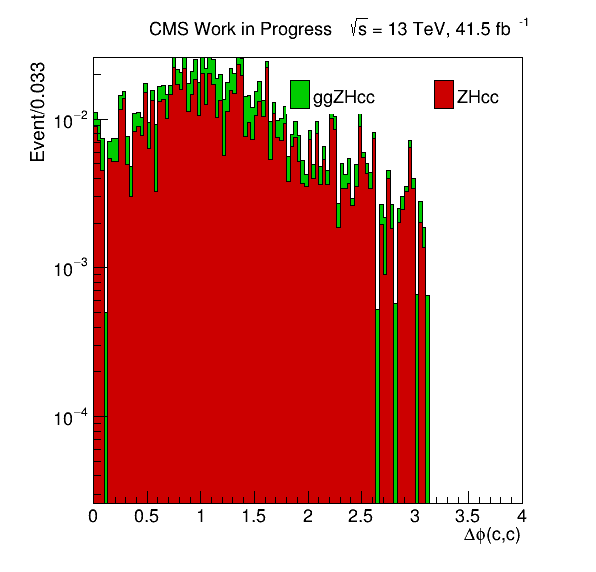 CMS Work in Progress √s = 13 TeV, 41.5 fb⁻¹
Event/0.033
ggZHcc ZHcc
10⁻²
10⁻³
10⁻⁴
0 0.5 1 1.5 2 2.5 3 3.5 4
Δϕ(c,c)